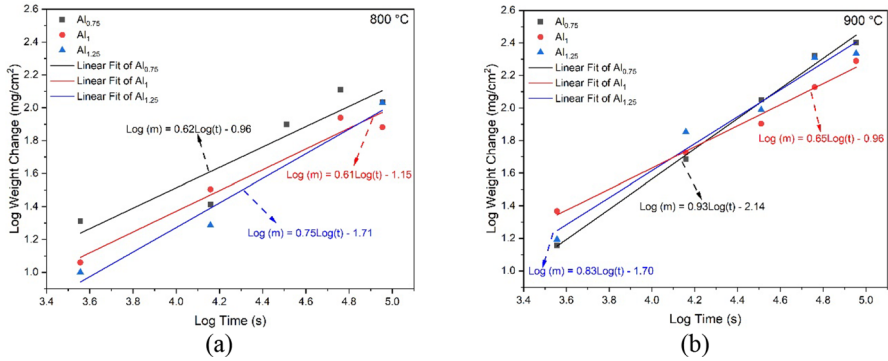 800 °C
Al0.75
Al1
Al1.25
Linear Fit of Al0.75
Linear Fit of Al1
Linear Fit of Al1.25
Log (m) = 0.62Log(t) - 0.96
Log (m) = 0.61Log(t) - 1.15
Log (m) = 0.75Log(t) - 1.71
Log Weight Change (mg/cm2)
2.6
2.4
2.2
2.0
1.8
1.6
1.4
1.2
1.0
3.4 3.6 3.8 4.0 4.2 4.4 4.6 4.8 5.0
Log Time (s)
(a)
900 °C
Al0.75
Al1
Al1.25
Linear Fit of Al0.75
Linear Fit of Al1
Linear Fit of Al1.25
Log (m) = 0.65Log(t) - 0.96
Log (m) = 0.93Log(t) - 2.14
Log (m) = 0.83Log(t) - 1.70
Log Weight Change (mg/cm2)
2.6
2.4
2.2
2.0
1.8
1.6
1.4
1.2
1.0
3.4 3.6 3.8 4.0 4.2 4.4 4.6 4.8 5.0
Log Time (s)
(b)